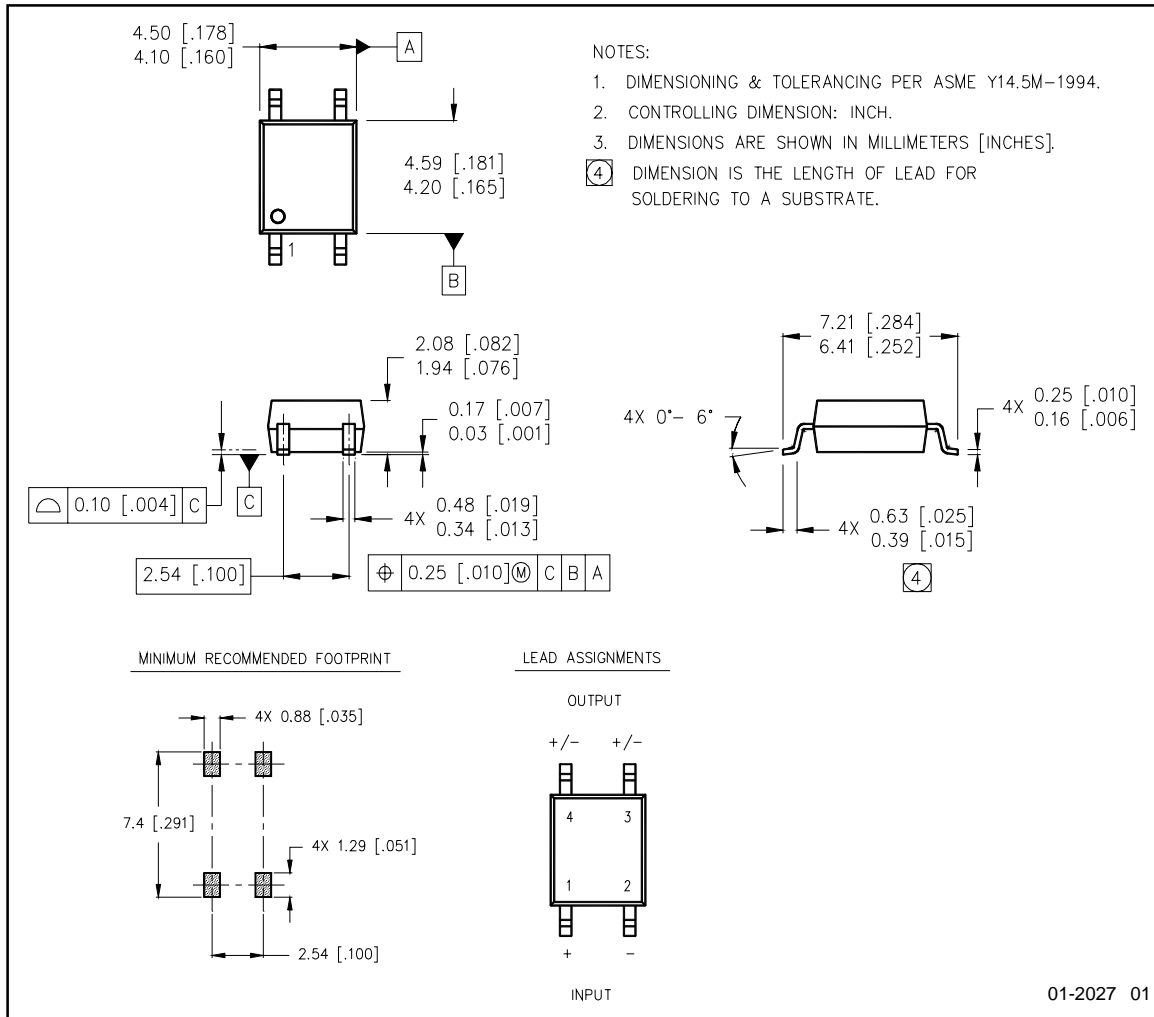 4.50 [.178]
4.10 [.160]
A
4.59 [.181]
4.20 [.165]
1
B
NOTES:
1. DIMENSIONING & TOLERANCING PER ASME Y14.5M-1994.
2. CONTROLLING DIMENSION: INCH.
3. DIMENSIONS ARE SHOWN IN MILLIMETERS [INCHES].
4 DIMENSION IS THE LENGTH OF LEAD FOR
SOLDERING TO A SUBSTRATE.
2.08 [.082]
1.94 [.076]
0.17 [.007]
0.03 [.001]
0.10 [.004] C
C
4X 0.48 [.019]
0.34 [.013]
2.54 [.100]
⌖ 0.25 [.010]Ⓜ C B A
7.21 [.284]
6.41 [.252]
4X 0°- 6°
4X 0.25 [.010]
0.16 [.006]
4X 0.63 [.025]
0.39 [.015]
4
MINIMUM RECOMMENDED FOOTPRINT
4X 0.88 [.035]
7.4 [.291]
4X 1.29 [.051]
2.54 [.100]
LEAD ASSIGNMENTS
OUTPUT
+/- +/-
4 3
1 2
+ -
INPUT
01-2027 01